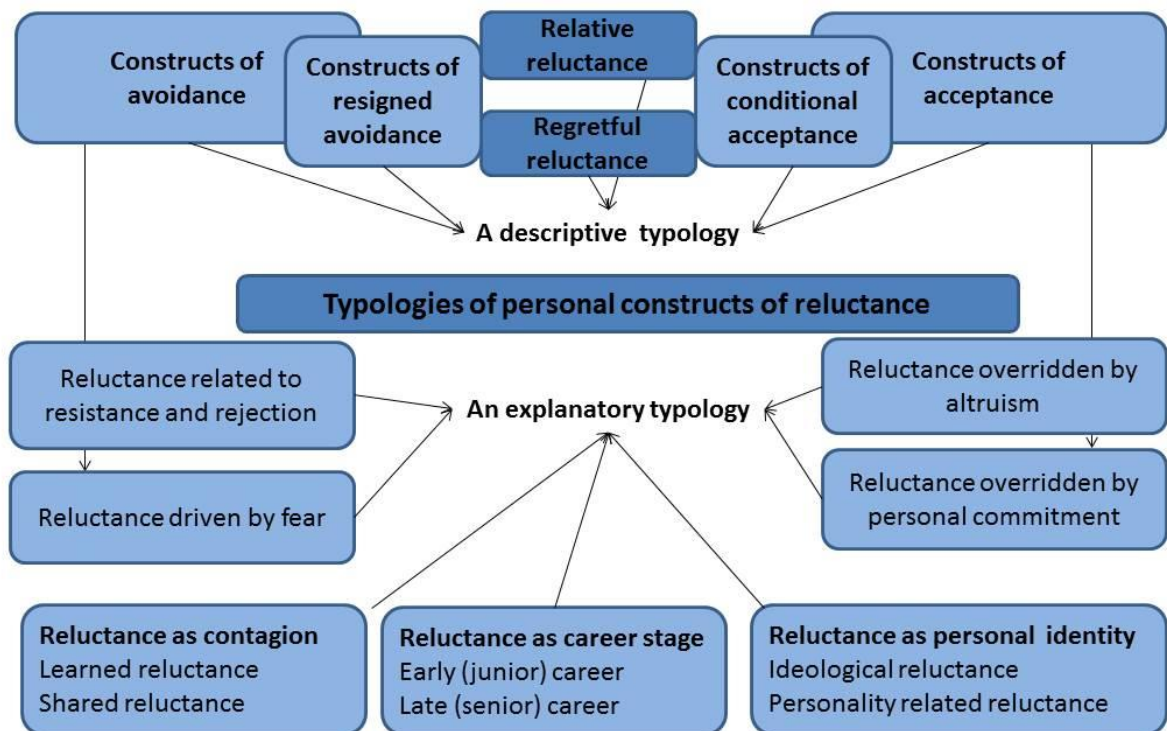 Constructs of
avoidance
Constructs of
resigned
avoidance
Relative
reluctance
Regretful
reluctance
Constructs of
conditional
acceptance
Constructs of
acceptance
A descriptive typology
Typologies of personal constructs of reluctance
Reluctance related to
resistance and rejection
An explanatory typology
Reluctance overridden by
altruism
Reluctance driven by fear
Reluctance overridden by
personal commitment
Reluctance as contagion
Learned reluctance
Shared reluctance
Reluctance as career stage
Early (junior) career
Late (senior) career
Reluctance as personal identity
Ideological reluctance
Personality related reluctance